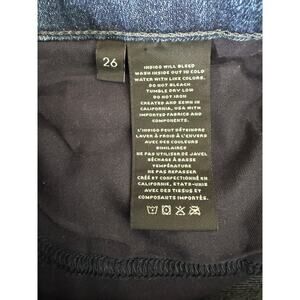 26
INDIGO WILL BLEED
WASH INSIDE OUT IN COLD
WATER WITH LIKE COLORS.
DO NOT BLEACH
TUMBLE DRY LOW
DO NOT IRON
CREATED AND SEWN IN
CALIFORNIA, USA WITH
IMPORTED FABRICS AND
COMPONENTS.
L'INDIGO PEUT DÉTEINDRE
LAVER À FROID À L'ENVERS
AVEC DES COULEURS
SIMILAIRES
NE PAS UTILISER DE JAVEL
SÉCHAGE À BASSE
TEMPÉRATURE
NE PAS REPASSER
CRÉÉ ET CONFECTIONNÉ EN
CALIFORNIE, ÉTATS-UNIS
AVEC DES TISSUS ET
COMPOSANTS IMPORTÉS.